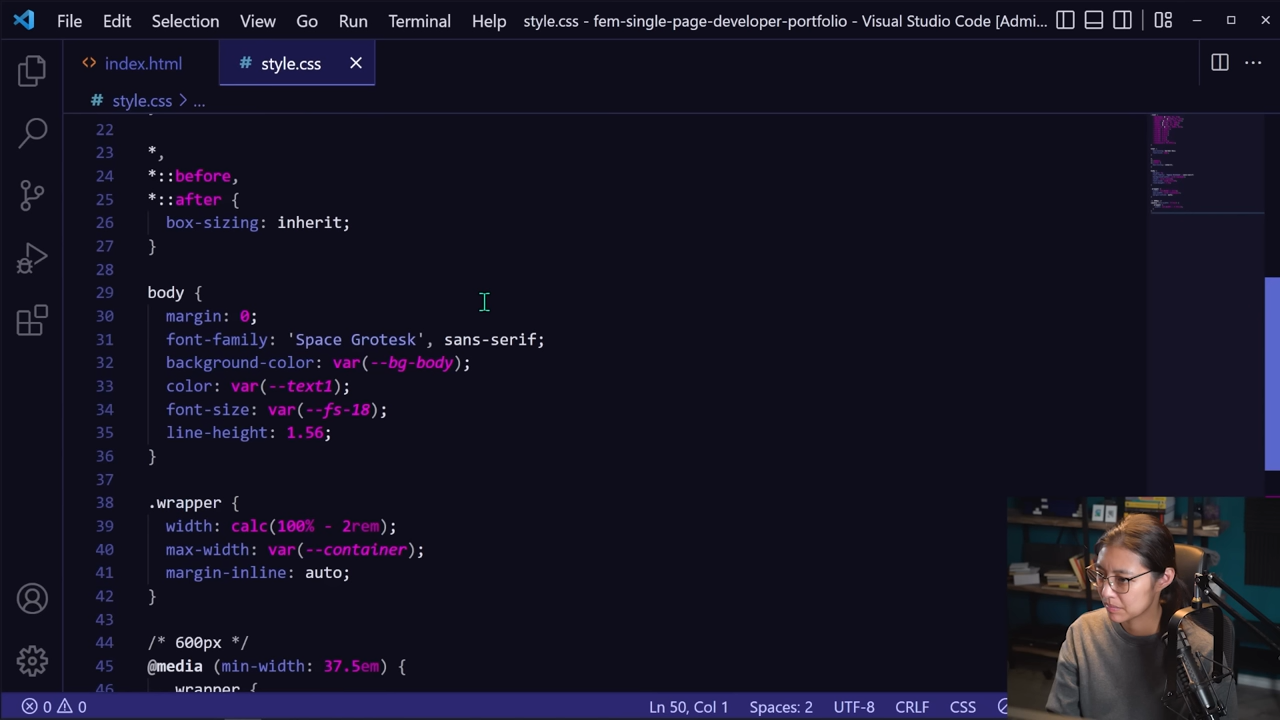 File Edit Selection View Go Run Terminal Help style.css - fem-single-page-developer-portfolio - Visual Studio Code [Admi...
index.html
# style.css
# style.css > ...
22
23 *,
24 *::before,
25 *::after {
26 box-sizing: inherit;
27 }
28
29 body {
30 margin: 0;
31 font-family: 'Space Grotesk', sans-serif;
32 background-color: var(--bg-body);
33 color: var(--text1);
34 font-size: var(--fs-18);
35 line-height: 1.56;
36 }
37
38 .wrapper {
39 width: calc(100% - 2rem);
40 max-width: var(--container);
41 margin-inline: auto;
42 }
43
44 /* 600px */
45 @media (min-width: 37.5em) {
46 .wrapper {
0 0 Ln 50, Col 1 Spaces: 2 UTF-8 CRLF CSS